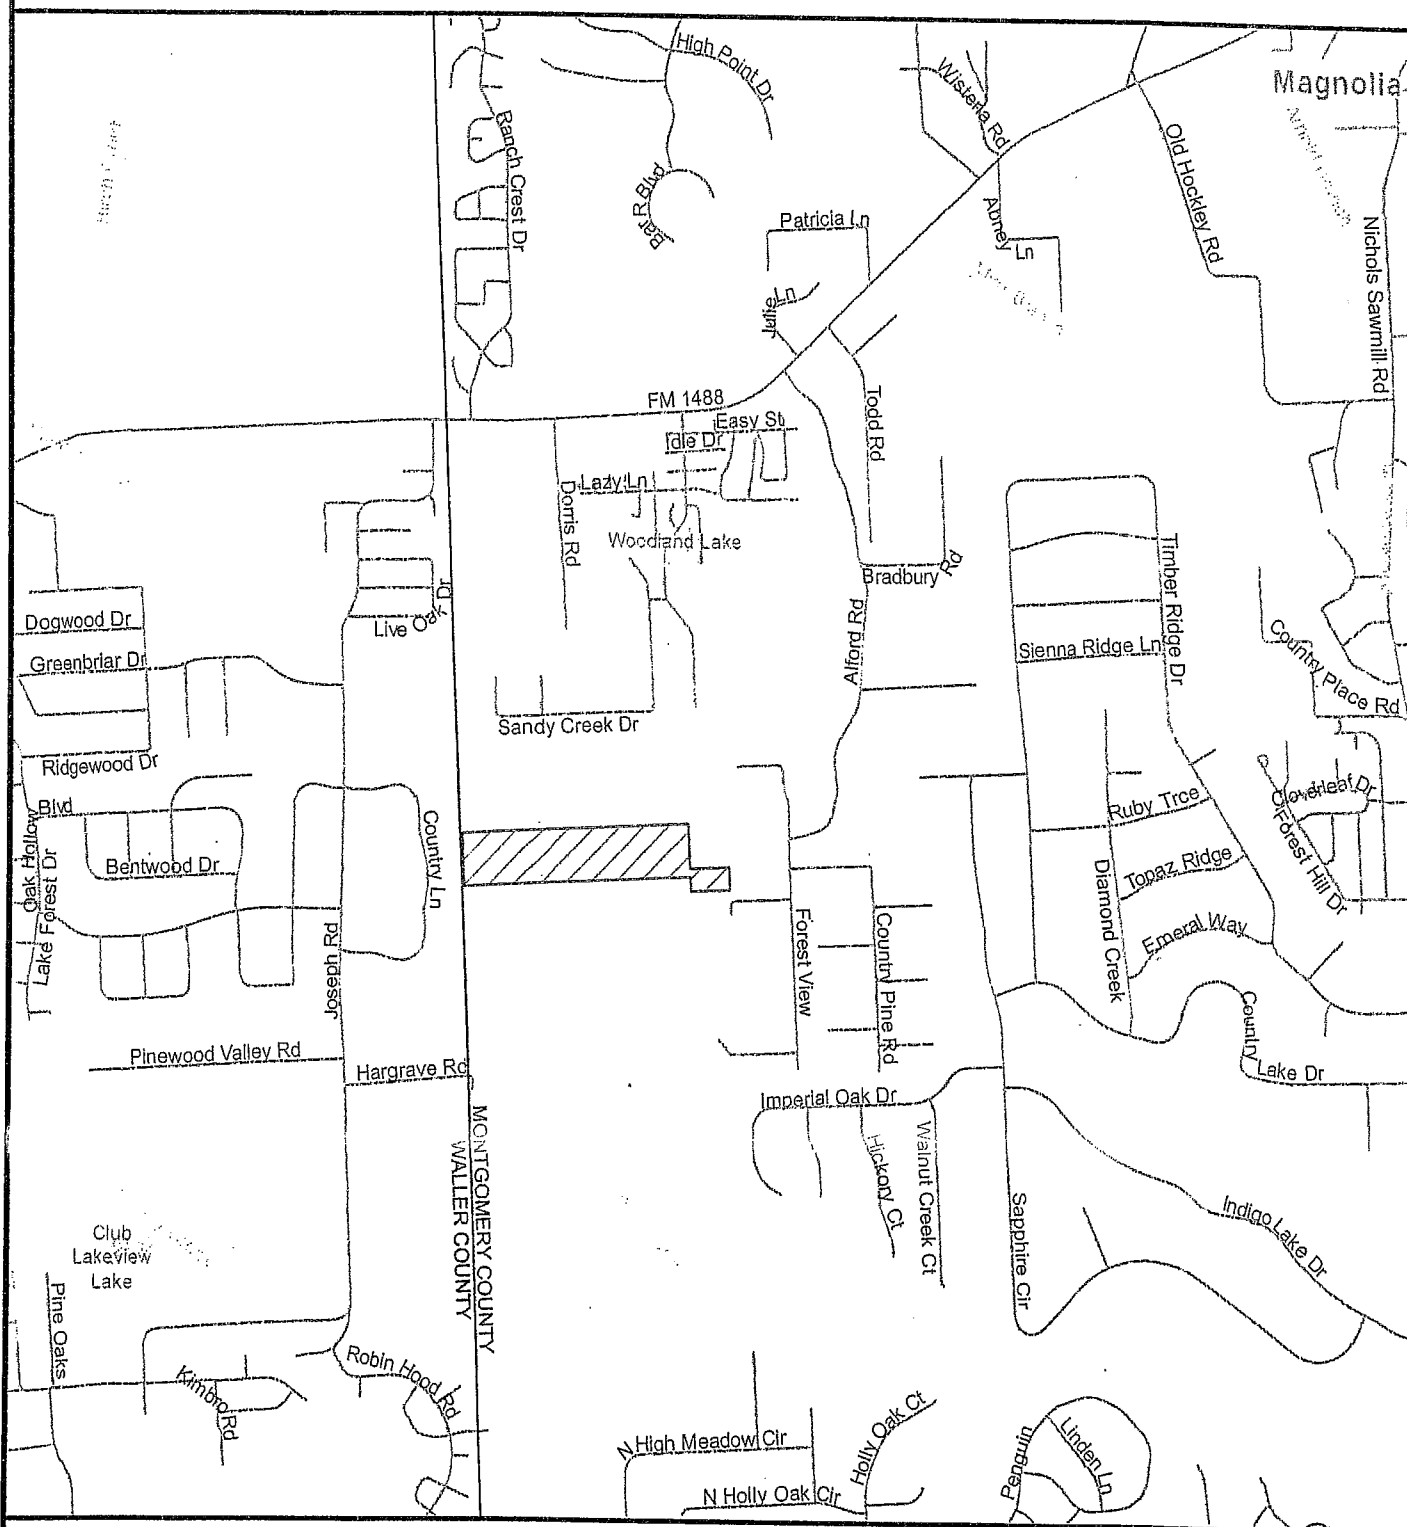 High Point Dr
Wisteria Rd
Magnolia
Ranch Crest Dr
Old Hockley Rd
Bar R Blvd
Patricia Ln
Abney Ln
Nichols Sawmill Rd
Julie Ln
FM 1488
Easy St
Idle Dr
Todd Rd
Lazy Ln
Dorris Rd
Woodland Lake
Bradbury Rd
Timber Ridge Dr
Dogwood Dr
Live Oak Dr
Alford Rd
Greenbriar Dr
Sienna Ridge Ln
Country Place Rd
Sandy Creek Dr
Ridgewood Dr
Oak Hollow Blvd
Country Ln
Ruby Trce
Cloverleaf Dr
Forest Hill Dr
Bentwood Dr
Lake Forest Dr
Topaz Ridge
Diamond Creek
Emeral Way
Forest View
Country Pine Rd
Joseph Rd
Pinewood Valley Rd
Hargrave Rd
Country Lake Dr
Imperial Oak Dr
MONTGOMERY COUNTY
WALLER COUNTY
Hickory Ct
Walnut Creek Ct
Sapphire Cir
Indigo Lake Dr
Club
Lakeview
Lake
Pine Oaks
Robin Hood Rd
Kimbro Rd
N High Meadow Cir
Holly Oak Ct
N Holly Oak Cir
Penguin
Linden Ln